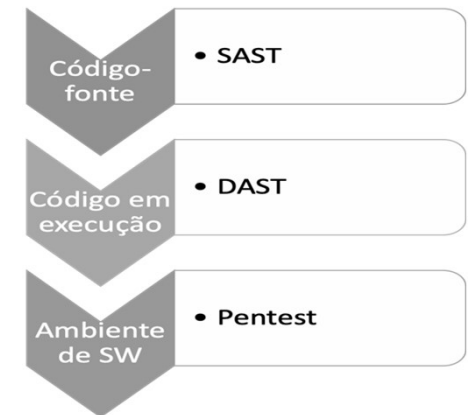 Código-
fonte
• SAST
Código em
execução
• DAST
Ambiente
de SW
• Pentest